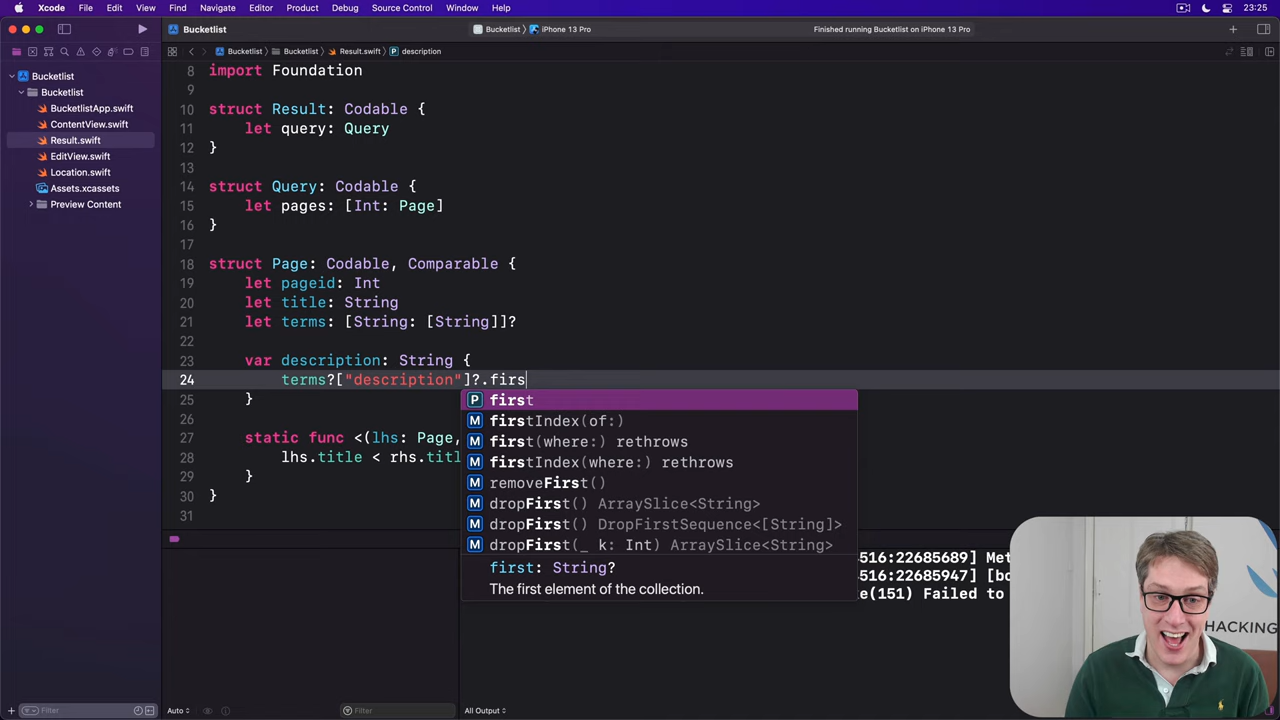 Xcode File Edit View Find Navigate Editor Product Debug Source Control Window Help 23:25
Bucketlist Bucketlist iPhone 13 Pro Finished running Bucketlist on iPhone 13 Pro
Bucketlist Bucketlist Result.swift description
Bucketlist
Bucketlist
BucketlistApp.swift
ContentView.swift
Result.swift
EditView.swift
Location.swift
Assets.xcassets
Preview Content
8 import Foundation
9
10 struct Result: Codable {
11 let query: Query
12 }
13
14 struct Query: Codable {
15 let pages: [Int: Page]
16 }
17
18 struct Page: Codable, Comparable {
19 let pageid: Int
20 let title: String
21 let terms: [String: [String]]?
22
23 var description: String {
24 terms?["description"]?.firs
25 }
27 static func <(lhs: Page,
28 lhs.title < rhs.titl
29 }
30 }
31
P first
M firstIndex(of:)
M first(where:) rethrows
M firstIndex(where:) rethrows
M removeFirst()
M dropFirst() ArraySlice<String>
M dropFirst() DropFirstSequence<[String]>
M dropFirst(_ k: Int) ArraySlice<String>
first: String?
The first element of the collection.
516:22685689] Met
516:22685947] [bo
e(151) Failed to
HACKING
Filter
Auto
Filter
All Output